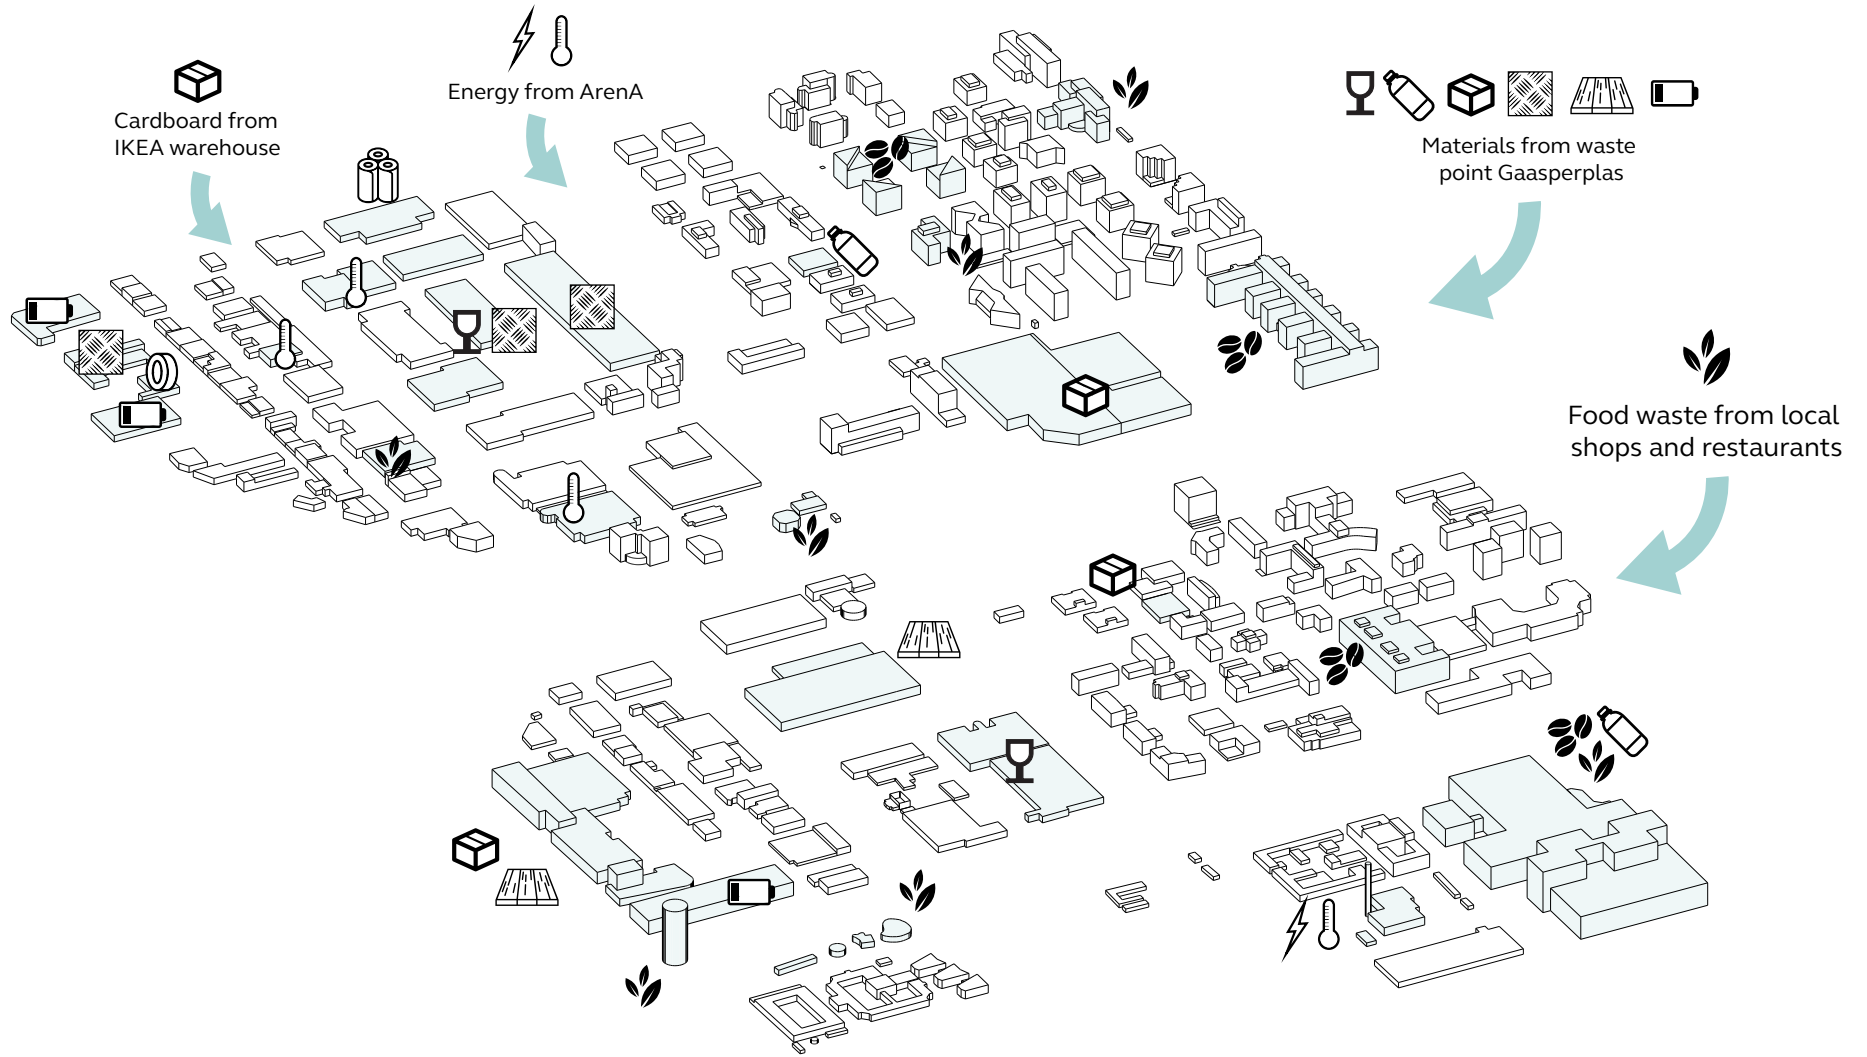 Energy from ArenA
Cardboard from
IKEA warehouse
Materials from waste
point Gaasperplas
Food waste from local
shops and restaurants